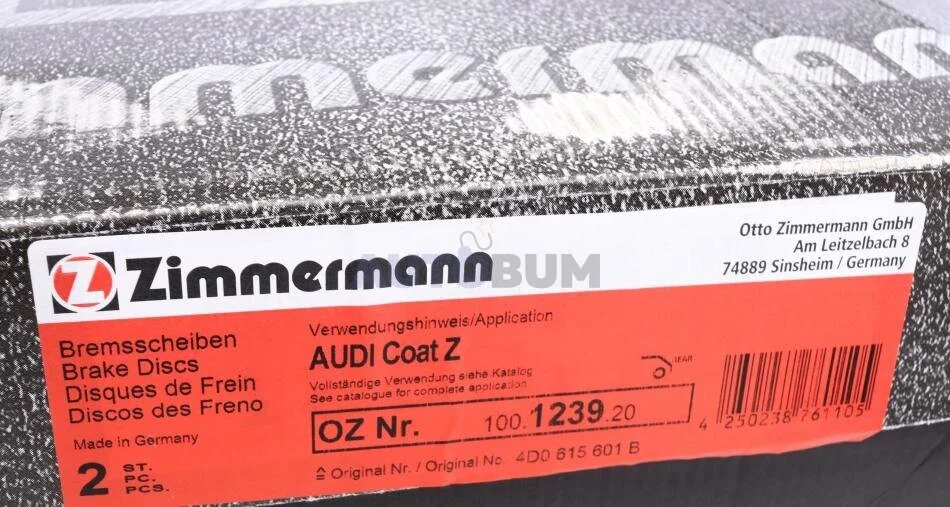 mmerman
Z Zimmermann
Otto Zimmermann GmbH
Am Leitzelbach 8
74889 Sinsheim / Germany
AUTOBUM
Bremsscheiben
Brake Discs
Disques de Frein
Discos des Freno
Made in Germany
2 ST.
PC.
PCS.
Verwendungshinweis/Application
AUDI Coat Z
Vollständige Verwendung siehe Katalog
See catalogue for complete application
REAR
OZ Nr. 100.1239.20
≙ Original Nr. / Original No. 4D0 615 601 B
4 250238 761105